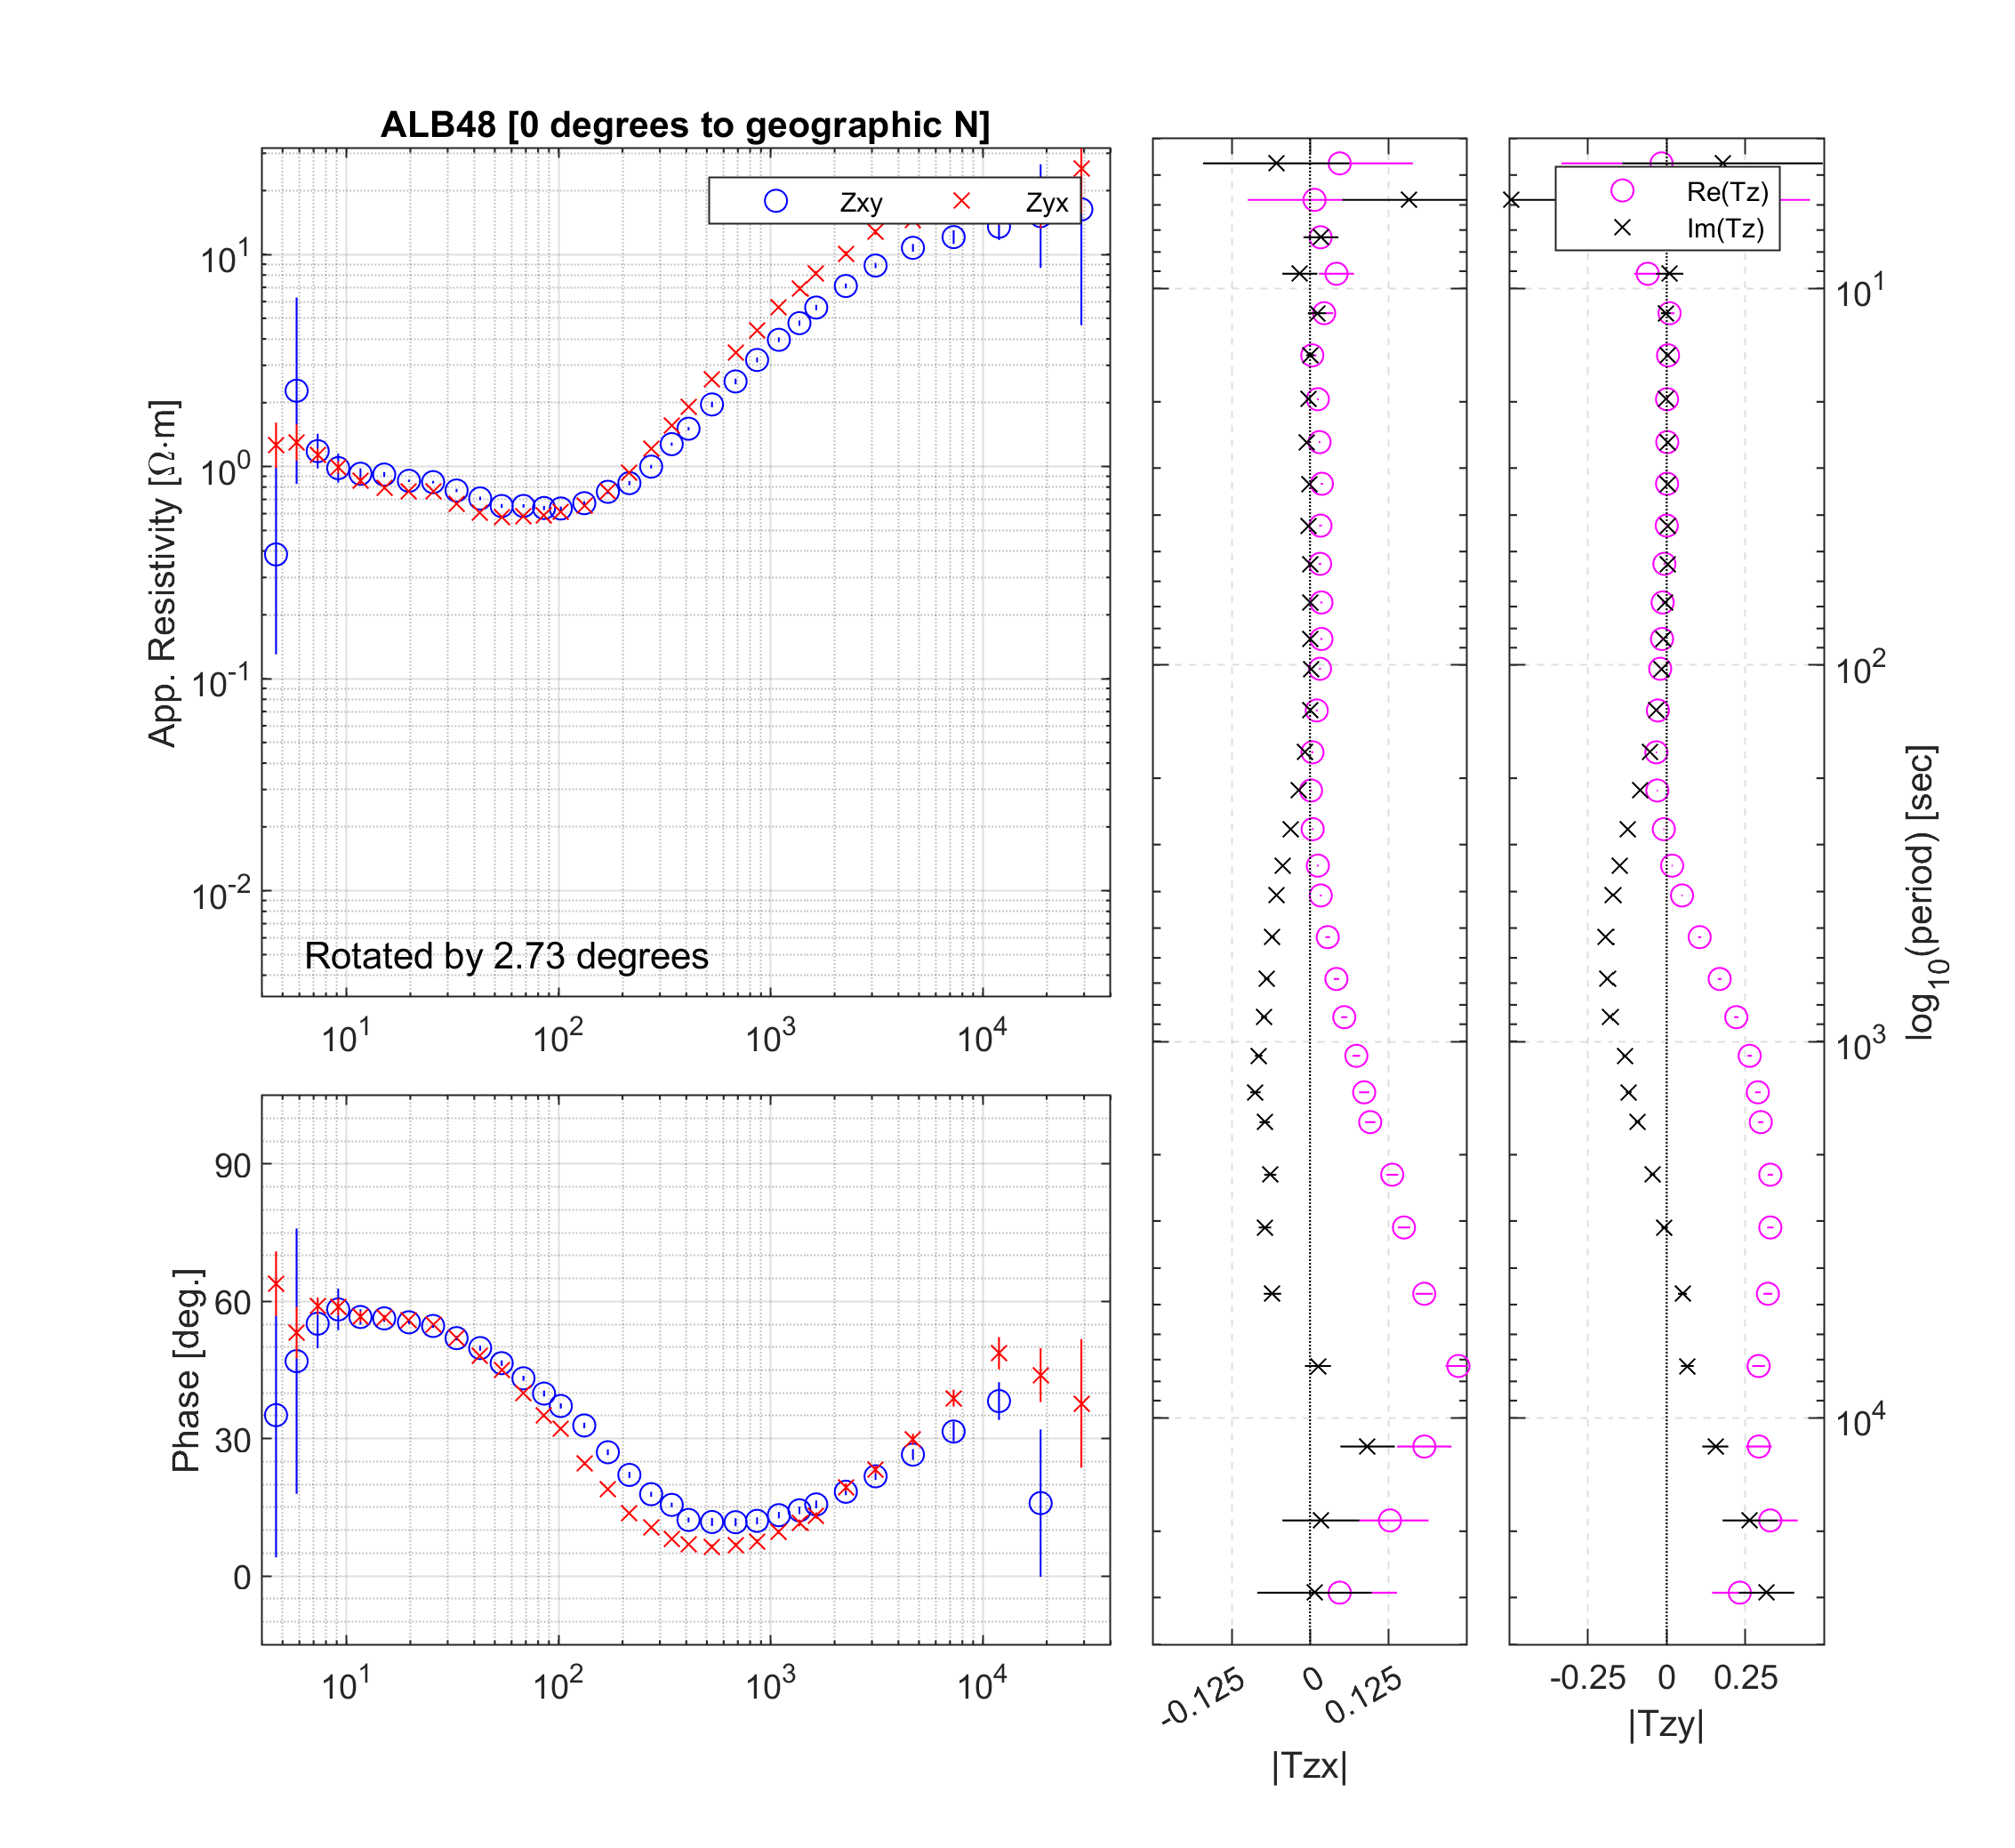 ALB48 [0 degrees to geographic N]
Zxy Zyx
App. Resistivity [Ω·m]
10^1
10^0
10^-1
10^-2
Rotated by 2.73 degrees
10^1 10^2 10^3 10^4
Phase [deg.]
90
60
30
0
10^1 10^2 10^3 10^4
-0.125 0 0.125
|Tzx|
Re(Tz)
Im(Tz)
-0.25 0 0.25
|Tzy|
10^1
10^2
10^3
10^4
log_10(period) [sec]